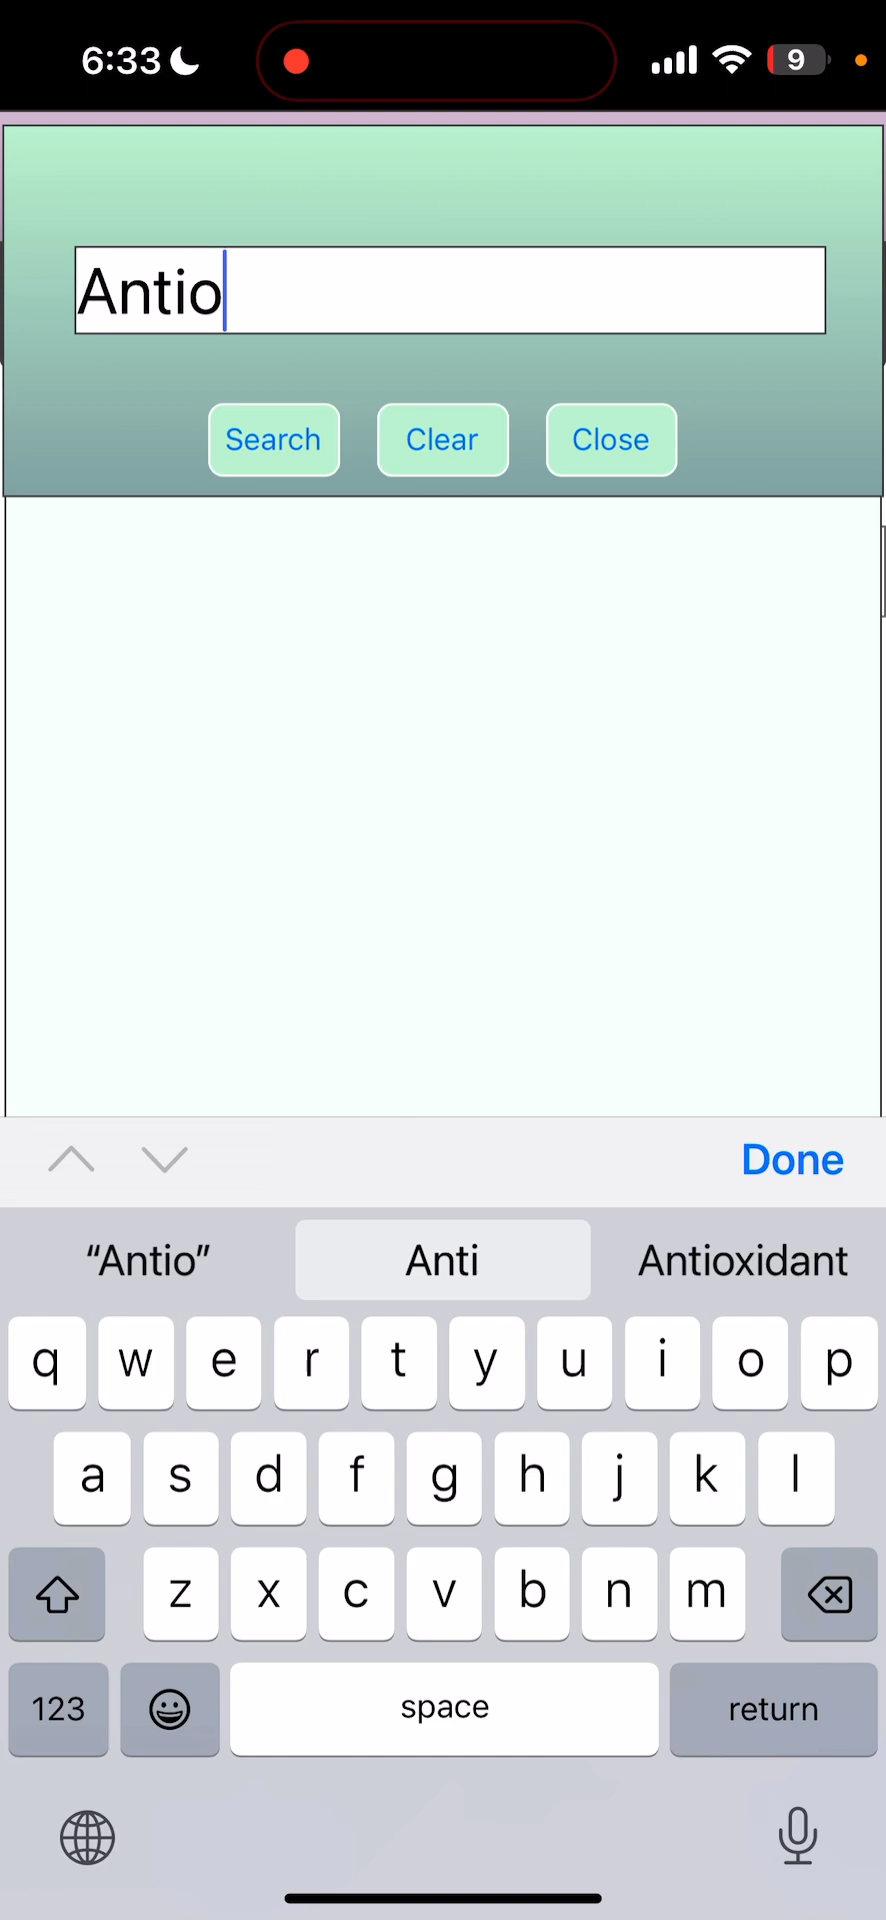 6:33
9
Antio
Search Clear Close
Done
“Antio” Anti Antioxidant
q w e r t y u i o p
a s d f g h j k l
z x c v b n m
123 space return